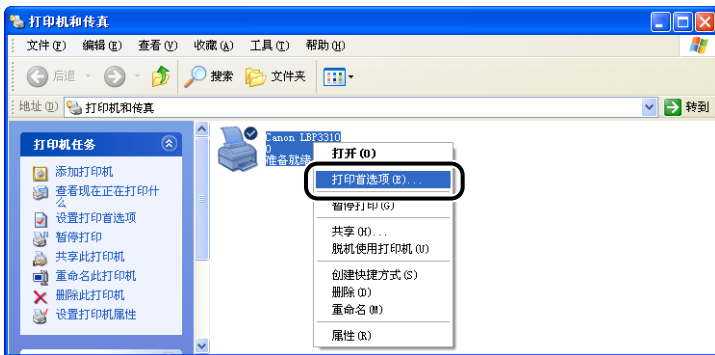 打印机和传真
文件(F) 编辑(E) 查看(V) 收藏(A) 工具(T) 帮助(H)
后退 搜索 文件夹
地址(D) 打印机和传真 转到
打印机任务
添加打印机
查看现在正在打印什
么
设置打印首选项
暂停打印
共享此打印机
重命名此打印机
删除此打印机
设置打印机属性
Canon LBP3310
0
准备就绪
打开(O)
打印首选项(E)...
暂停打印(G)
共享(H)...
脱机使用打印机(U)
创建快捷方式(S)
删除(D)
重命名(M)
属性(R)